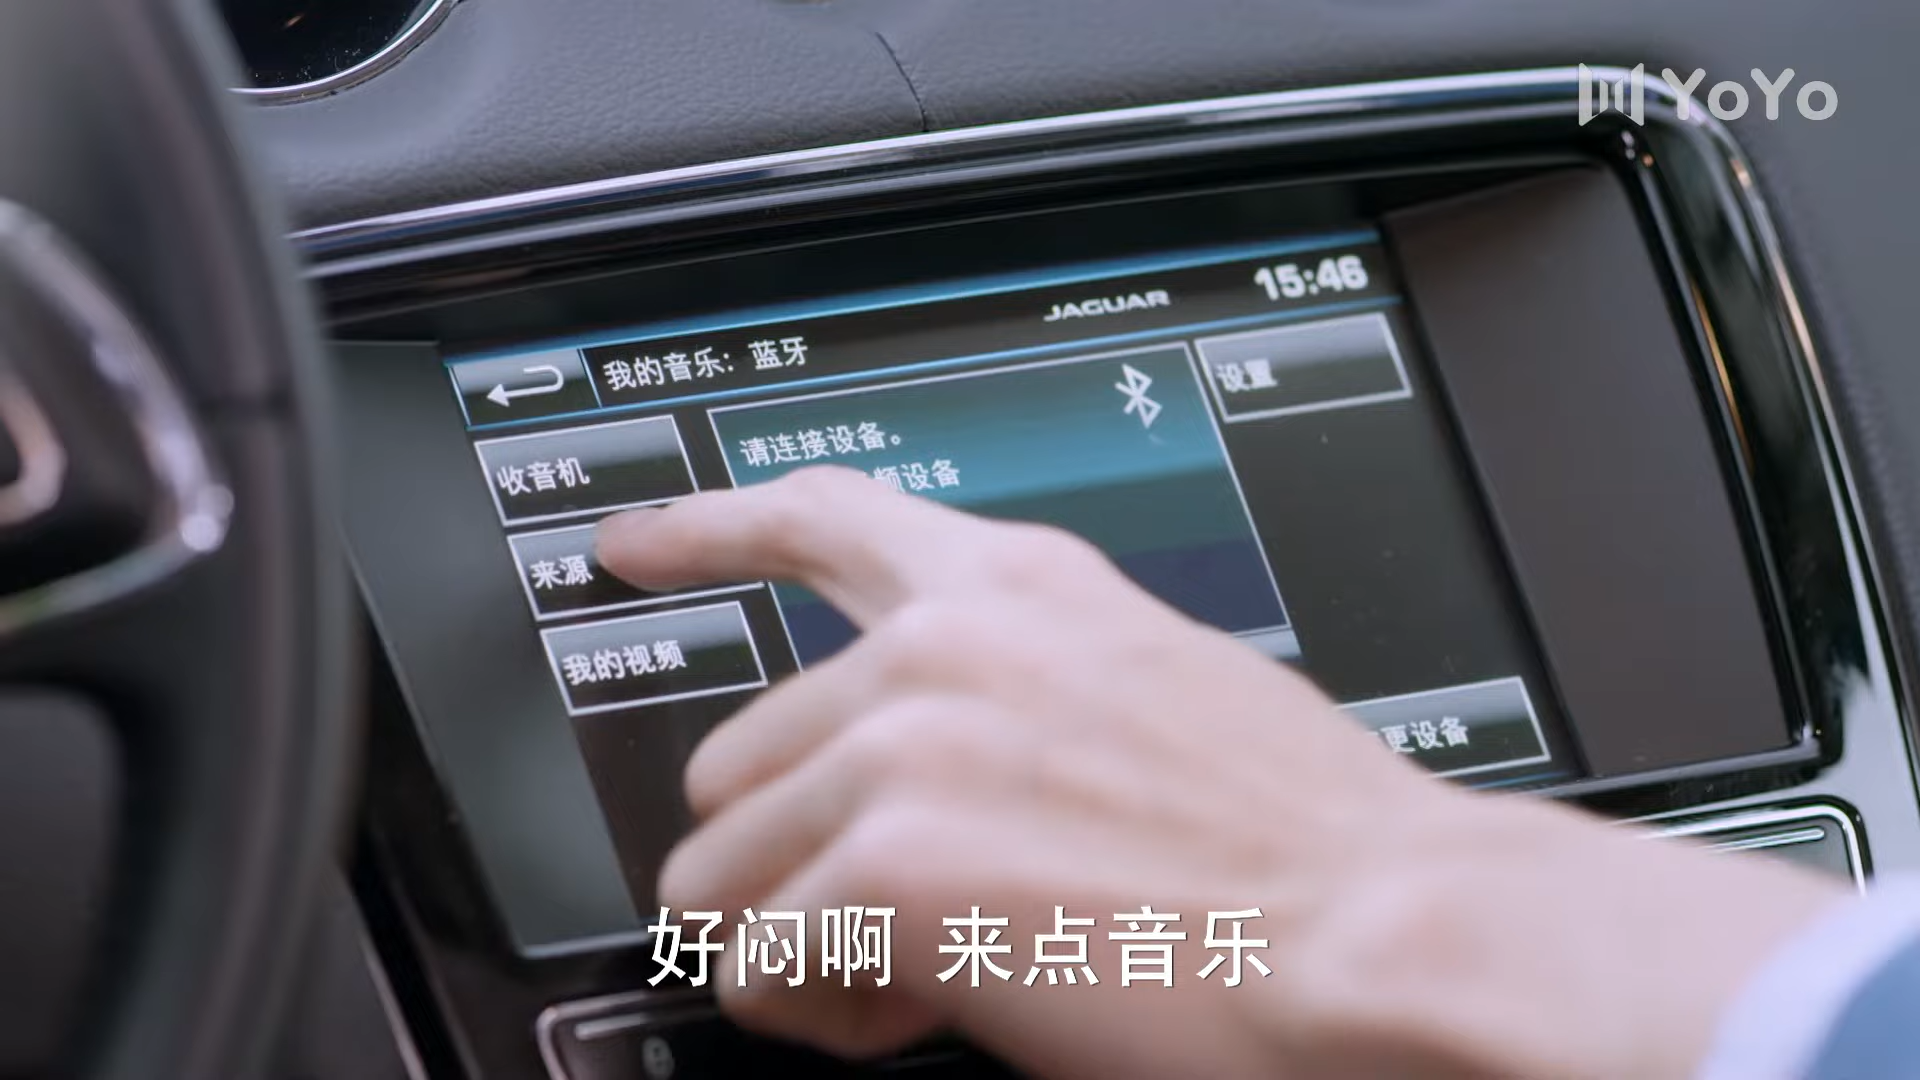 YoYo
15:46
JAGUAR
我的音乐: 蓝牙
设置
请连接设备。
频设备
收音机
来源
我的视频
更设备
好闷啊 来点音乐